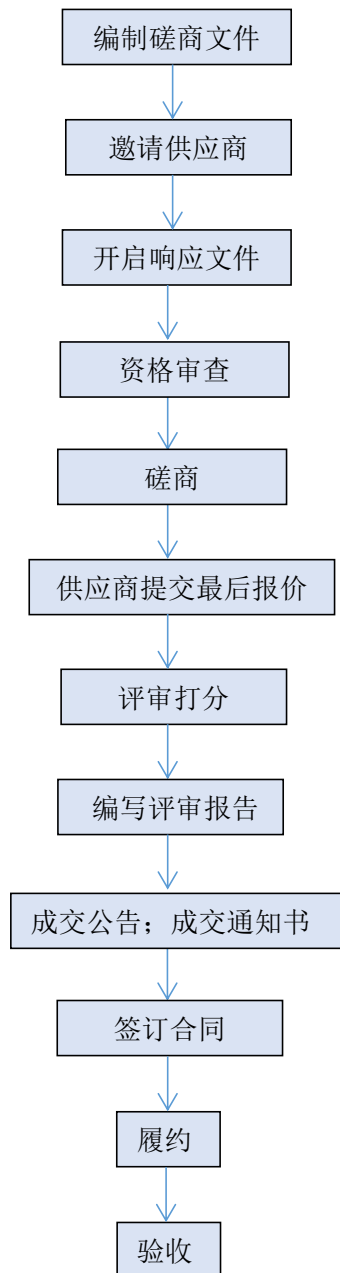 编制磋商文件
邀请供应商
开启响应文件
资格审查
磋商
供应商提交最后报价
评审打分
编写评审报告
成交公告；成交通知书
签订合同
履约
验收